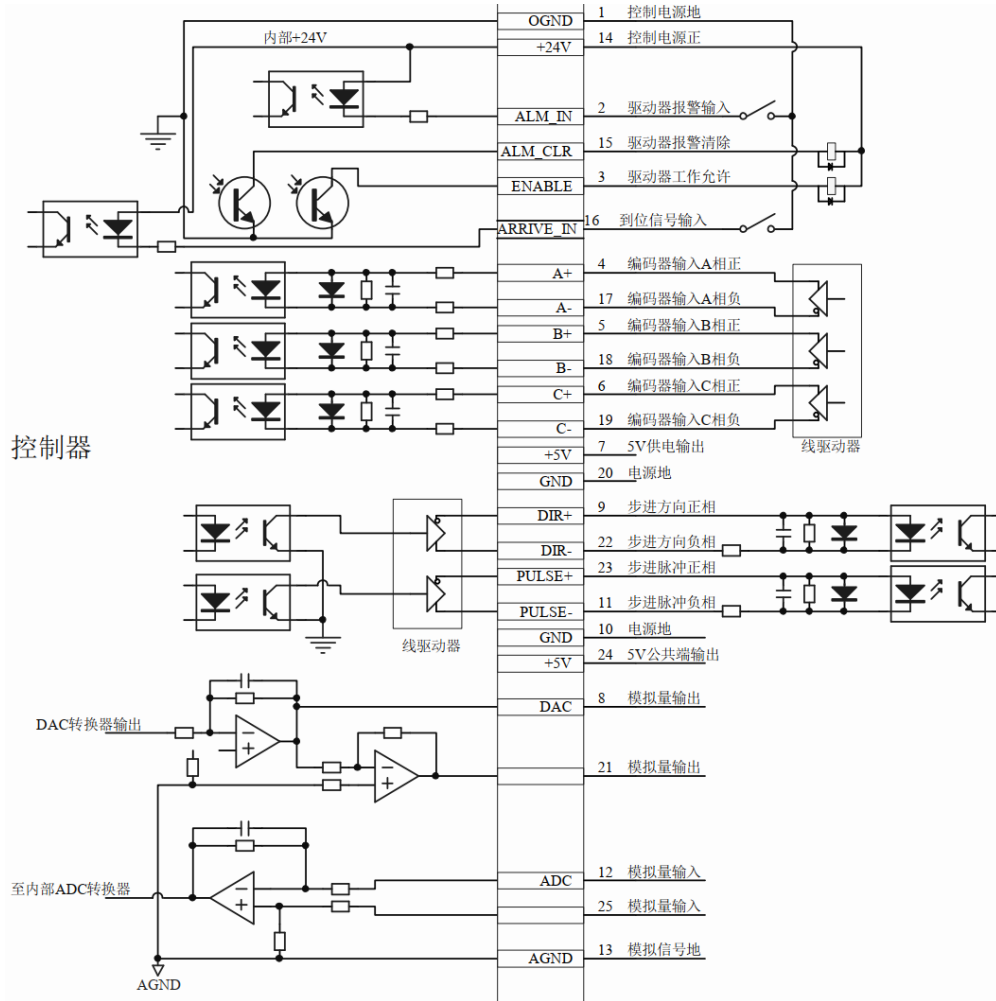 OGND 1 控制电源地
内部+24V +24V 14 控制电源正
ALM_IN 2 驱动器报警输入
ALM_CLR 15 驱动器报警清除
ENABLE 3 驱动器工作允许
ARRIVE_IN 16 到位信号输入
A+ 4 编码器输入A相正
A- 17 编码器输入A相负
B+ 5 编码器输入B相正
B- 18 编码器输入B相负
C+ 6 编码器输入C相正
C- 19 编码器输入C相负
控制器
线驱动器
+5V 7 5V供电输出
GND 20 电源地
DIR+ 9 步进方向正相
DIR- 22 步进方向负相
PULSE+ 23 步进脉冲正相
PULSE- 11 步进脉冲负相
线驱动器
GND 10 电源地
+5V 24 5V公共端输出
DAC 8 模拟量输出
DAC转换器输出
21 模拟量输出
ADC 12 模拟量输入
至内部ADC转换器
25 模拟量输入
AGND 13 模拟信号地
AGND